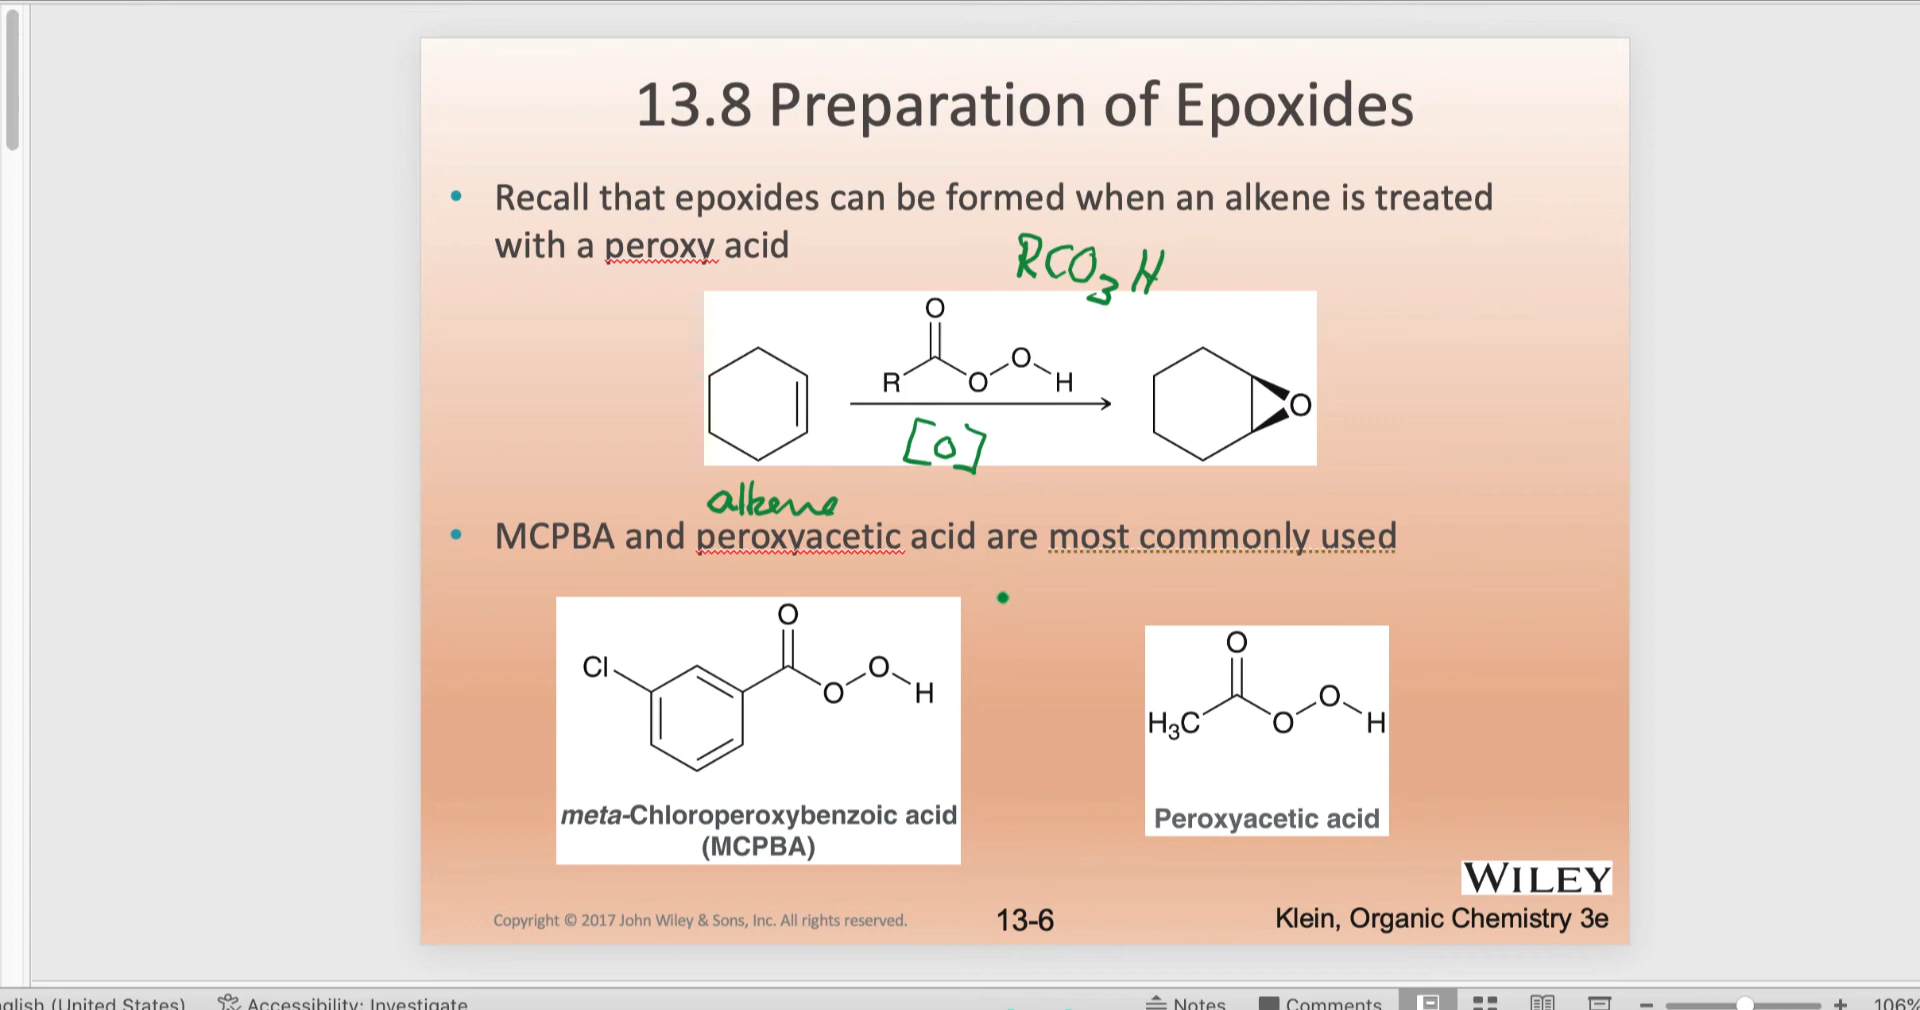 13.8 Preparation of Epoxides
• Recall that epoxides can be formed when an alkene is treated
with a peroxy acid
RCO₃H
O
R
O
O
H
O
[O]
alkene
• MCPBA and peroxyacetic acid are most commonly used
O
Cl
O
O
H
meta-Chloroperoxybenzoic acid
(MCPBA)
O
H₃C
O
O
H
Peroxyacetic acid
WILEY
Copyright © 2017 John Wiley & Sons, Inc. All rights reserved.
13-6
Klein, Organic Chemistry 3e
(United States)
Accessibility: Investigate
Notes
Comments
106%